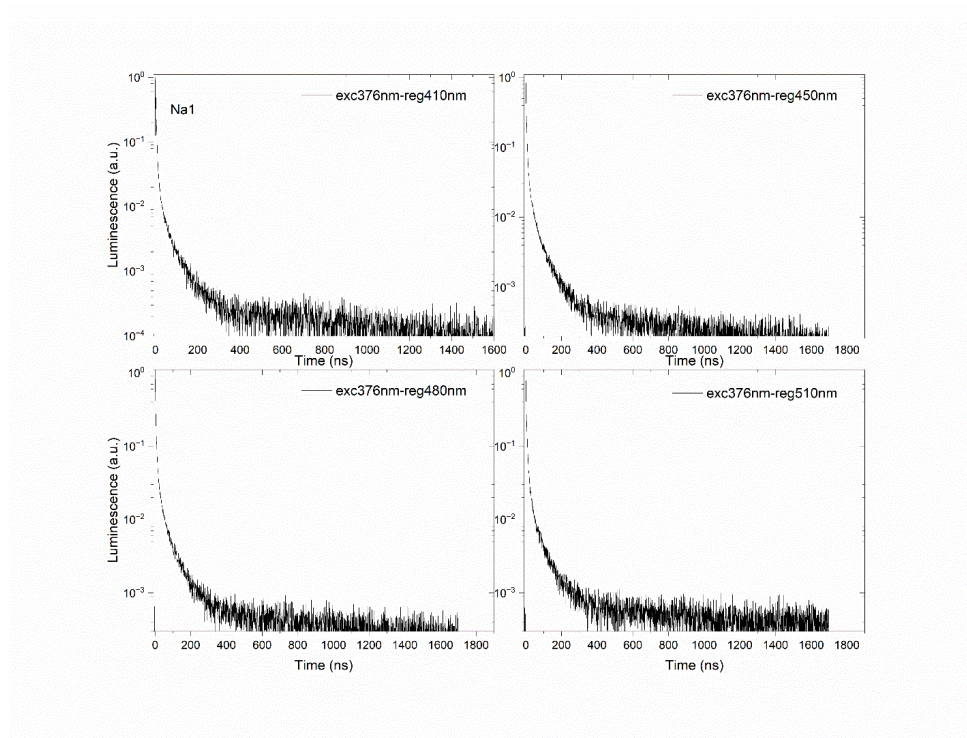 exc376nm-reg410nm
Na1
10⁰
10⁻¹
10⁻²
10⁻³
10⁻⁴
Luminescence (a.u.)
0 200 400 600 800 1000 1200 1400 1600
Time (ns)
exc376nm-reg450nm
10⁰
10⁻¹
10⁻²
10⁻³
0 200 400 600 800 1000 1200 1400 1600 1800
Time (ns)
exc376nm-reg480nm
10⁰
10⁻¹
10⁻²
10⁻³
Luminescence (a.u.)
0 200 400 600 800 1000 1200 1400 1600 1800
Time (ns)
exc376nm-reg510nm
10⁰
10⁻¹
10⁻²
10⁻³
0 200 400 600 800 1000 1200 1400 1600 1800
Time (ns)